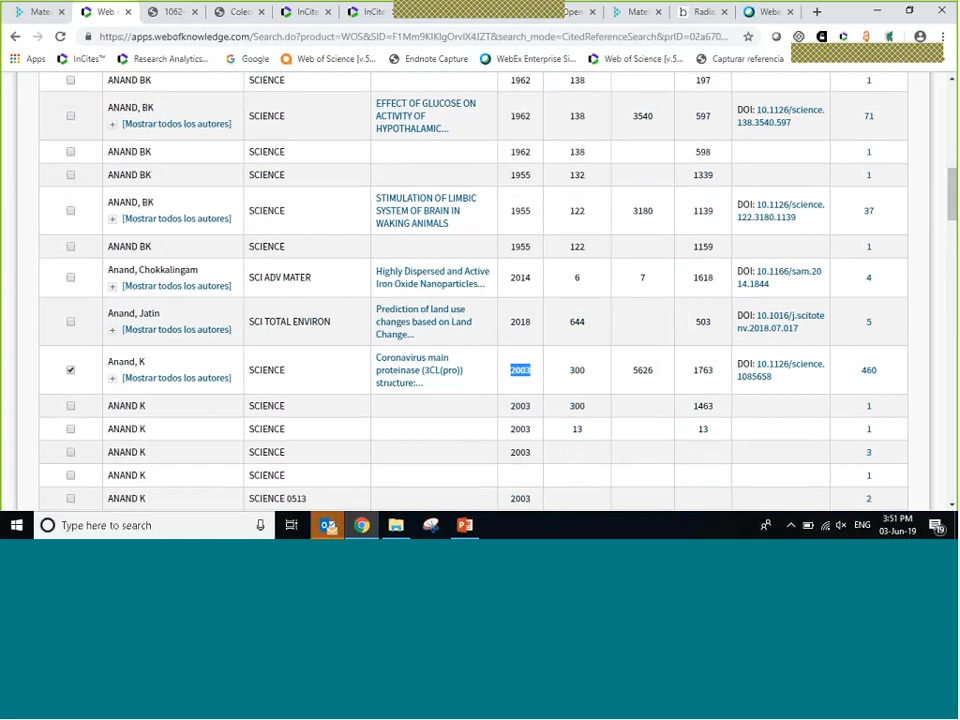 Mate
Web o
1062-
Colec
InCites
InCite
Open
Mate
Radia
Webe
https://apps.webofknowledge.com/Search.do?product=WOS&SID=F1Mm9KIKIgOrvIX4JZT&search_mode=CitedReferenceSearch&prID=02a670...
Apps InCites™ Research Analytics... Google Web of Science [v.5... Endnote Capture WebEx Enterprise Si... Web of Science [v.5... Capturar referencia
ANAND BK SCIENCE 1962 138 197 1
ANAND, BK
[Mostrar todos los autores]
SCIENCE
EFFECT OF GLUCOSE ON
ACTIVITY OF
HYPOTHALAMIC...
1962 138 3540 597
DOI: 10.1126/science.
138.3540.597
71
ANAND BK SCIENCE 1962 138 598 1
ANAND BK SCIENCE 1955 132 1339 1
ANAND, BK
[Mostrar todos los autores]
SCIENCE
STIMULATION OF LIMBIC
SYSTEM OF BRAIN IN
WAKING ANIMALS
1955 122 3180 1139
DOI: 10.1126/science.
122.3180.1139
37
ANAND BK SCIENCE 1955 122 1159 1
Anand, Chokkalingam
[Mostrar todos los autores]
SCI ADV MATER
Highly Dispersed and Active
Iron Oxide Nanoparticles...
2014 6 7 1618
DOI: 10.1166/sam.20
14.1844
4
Anand, Jatin
[Mostrar todos los autores]
SCI TOTAL ENVIRON
Prediction of land use
changes based on Land
Change...
2018 644 503
DOI: 10.1016/j.scitote
nv.2018.07.017
5
Anand, K
[Mostrar todos los autores]
SCIENCE
Coronavirus main
proteinase (3CL(pro))
structure:...
2003 300 5626 1763
DOI: 10.1126/science.
1085658
460
ANAND K SCIENCE 2003 300 1463 1
ANAND K SCIENCE 2003 13 13 1
ANAND K SCIENCE 2003 3
ANAND K SCIENCE 1
ANAND K SCIENCE 0513 2003 2
Type here to search
ENG
3:51 PM
03-Jun-19
19